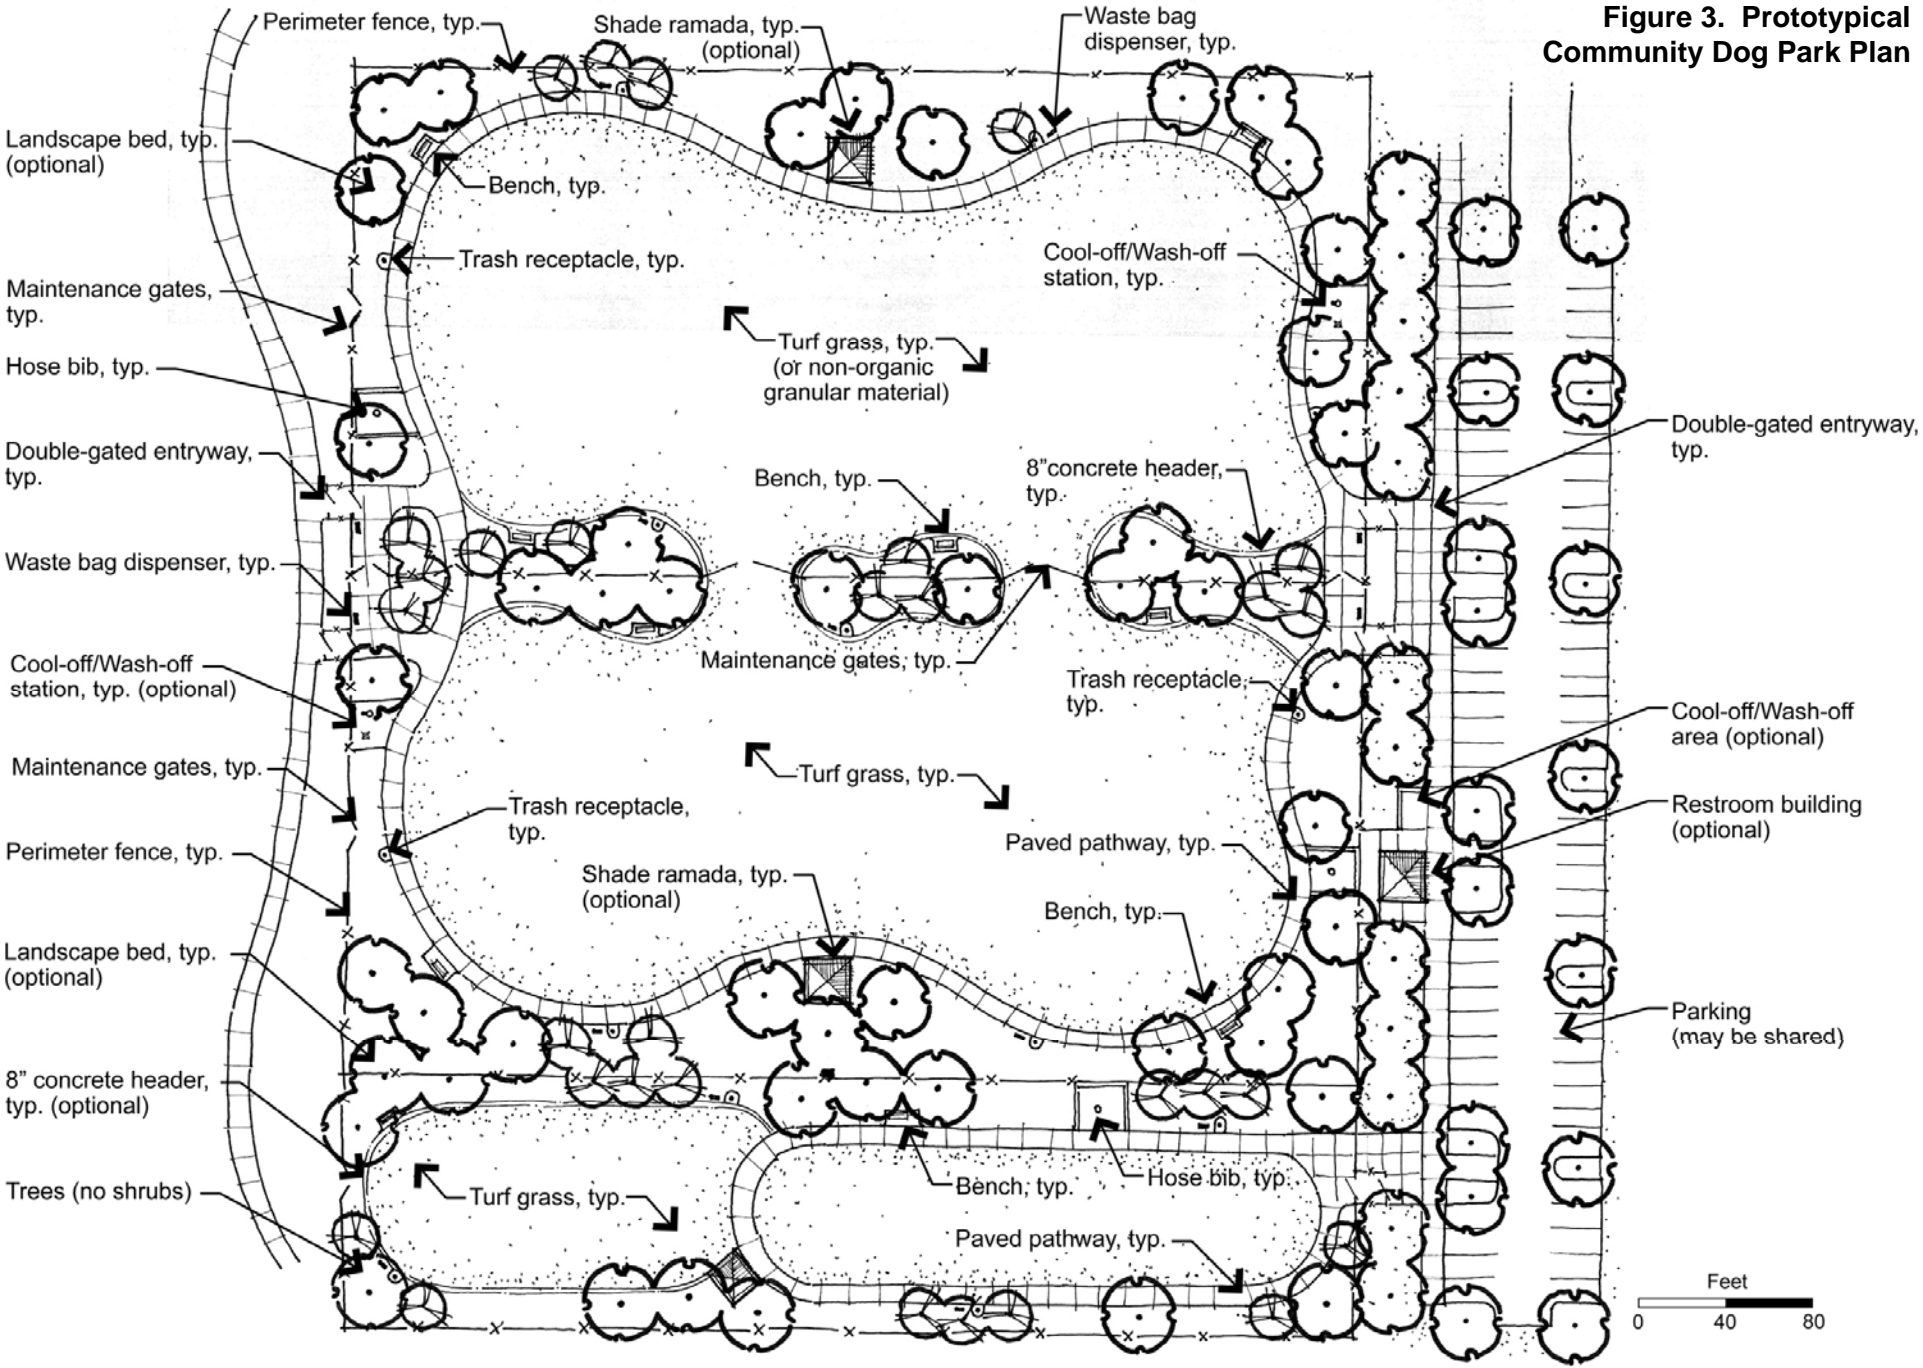 Figure 3. Prototypical
Community Dog Park Plan
Perimeter fence, typ.
Shade ramada, typ.
(optional)
Waste bag
dispenser, typ.
Landscape bed, typ.
(optional)
Bench, typ.
Trash receptacle, typ.
Cool-off/Wash-off
station, typ.
Maintenance gates,
typ.
Turf grass, typ.
(or non-organic
granular material)
Hose bib, typ.
Double-gated entryway,
typ.
Double-gated entryway,
typ.
Bench, typ.
8”concrete header,
typ.
Waste bag dispenser, typ.
Maintenance gates, typ.
Cool-off/Wash-off
station, typ. (optional)
Trash receptacle,
typ.
Cool-off/Wash-off
area (optional)
Maintenance gates, typ.
Turf grass, typ.
Trash receptacle,
typ.
Restroom building
(optional)
Perimeter fence, typ.
Paved pathway, typ.
Shade ramada, typ.
(optional)
Bench, typ.
Landscape bed, typ.
(optional)
Parking
(may be shared)
8” concrete header,
typ. (optional)
Trees (no shrubs)
Turf grass, typ.
Bench, typ.
Hose bib, typ.
Paved pathway, typ.
Feet
0 40 80